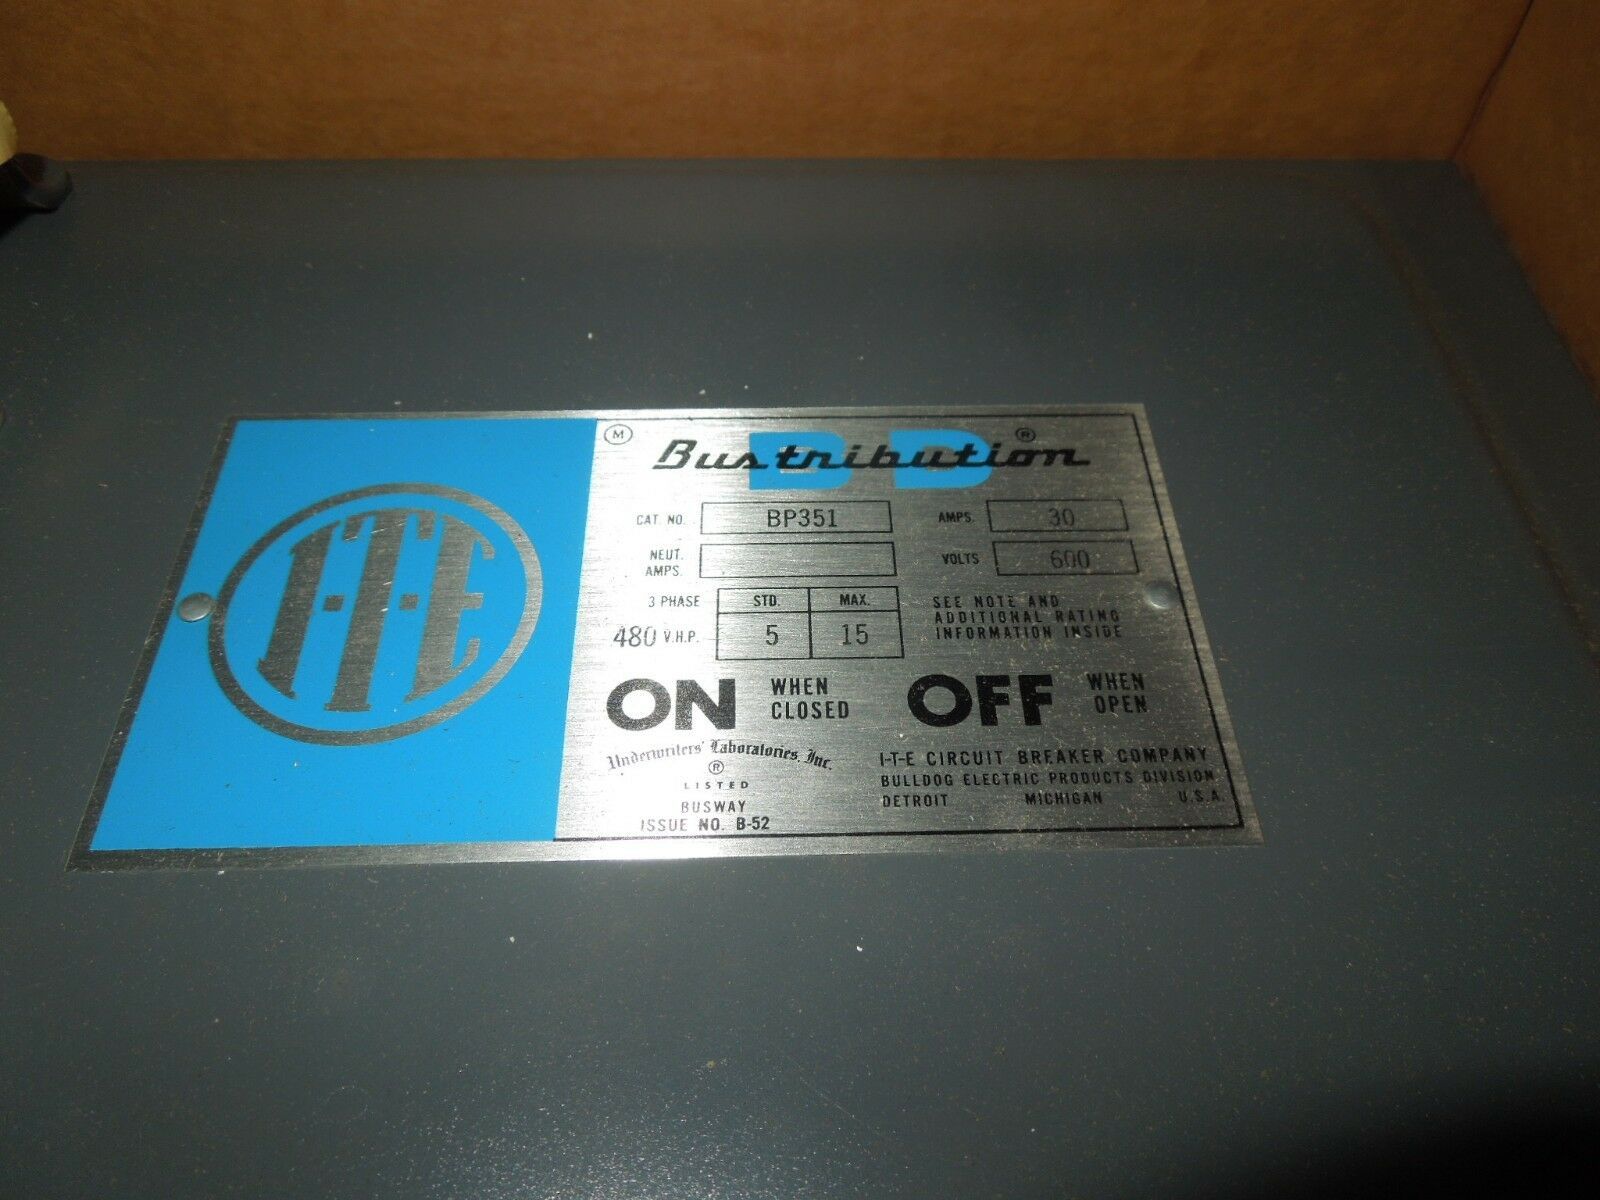 I-T-E
M
BD
Bustribution ®
CAT. NO. BP351 AMPS. 30
NEUT. AMPS. VOLTS 600
3 PHASE STD. MAX.
480 V.H.P. 5 15
SEE NOTE AND
ADDITIONAL RATING
INFORMATION INSIDE
ON WHEN CLOSED OFF WHEN OPEN
Underwriters' Laboratories, Inc.
®
LISTED
BUSWAY
ISSUE NO. B-52
I-T-E CIRCUIT BREAKER COMPANY
BULLDOG ELECTRIC PRODUCTS DIVISION
DETROIT MICHIGAN U.S.A.